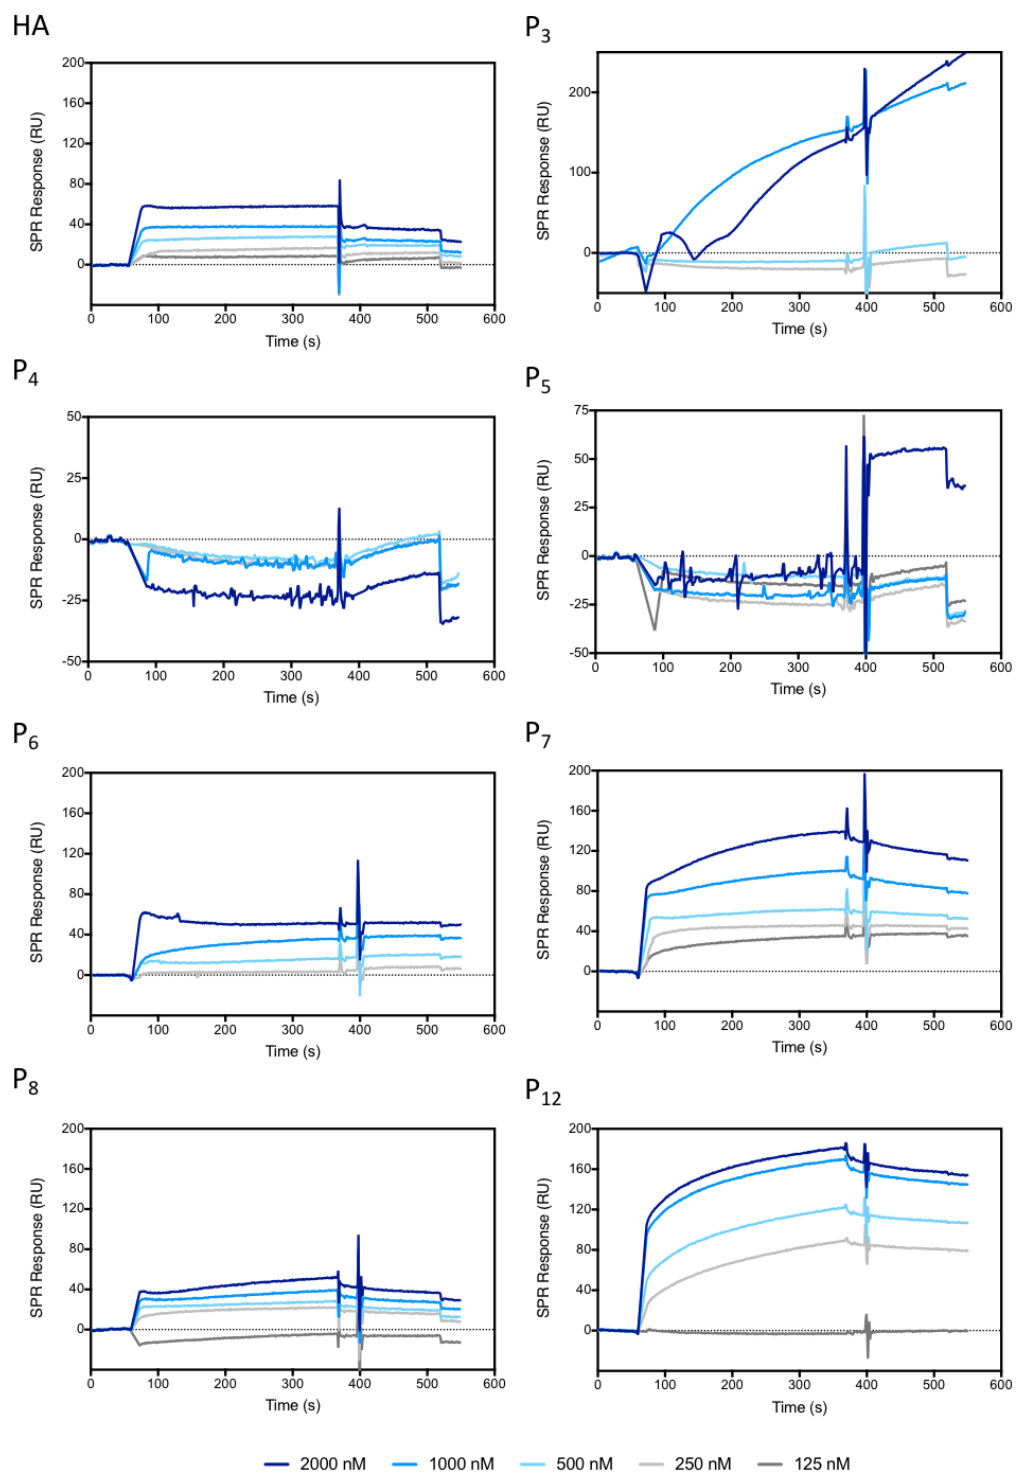 HA
200
160
120
80
40
0
SPR Response (RU)
0 100 200 300 400 500 600
Time (s)
P3
200
100
0
SPR Response (RU)
0 100 200 300 400 500 600
Time (s)
P4
50
25
0
-25
-50
SPR Response (RU)
0 100 200 300 400 500 600
Time (s)
P5
75
50
25
0
-25
-50
SPR Response (RU)
0 100 200 300 400 500 600
Time (s)
P6
200
160
120
80
40
0
SPR Response (RU)
0 100 200 300 400 500 600
Time (s)
P7
200
160
120
80
40
0
SPR Response (RU)
0 100 200 300 400 500 600
Time (s)
P8
200
160
120
80
40
0
SPR Response (RU)
0 100 200 300 400 500 600
Time (s)
P12
200
160
120
80
40
0
SPR Response (RU)
0 100 200 300 400 500 600
Time (s)
2000 nM 1000 nM 500 nM 250 nM 125 nM